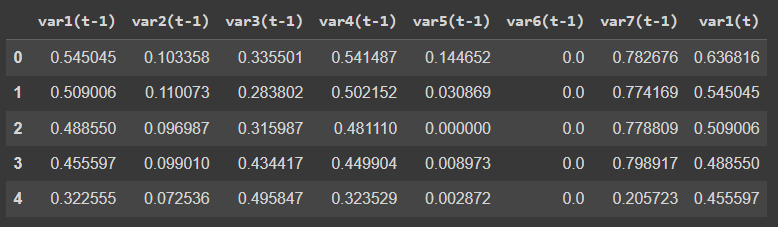 var1(t-1) var2(t-1) var3(t-1) var4(t-1) var5(t-1) var6(t-1) var7(t-1) var1(t)
0 0.545045 0.103358 0.335501 0.541487 0.144652 0.0 0.782676 0.636816
1 0.509006 0.110073 0.283802 0.502152 0.030869 0.0 0.774169 0.545045
2 0.488550 0.096987 0.315987 0.481110 0.000000 0.0 0.778809 0.509006
3 0.455597 0.099010 0.434417 0.449904 0.008973 0.0 0.798917 0.488550
4 0.322555 0.072536 0.495847 0.323529 0.002872 0.0 0.205723 0.455597